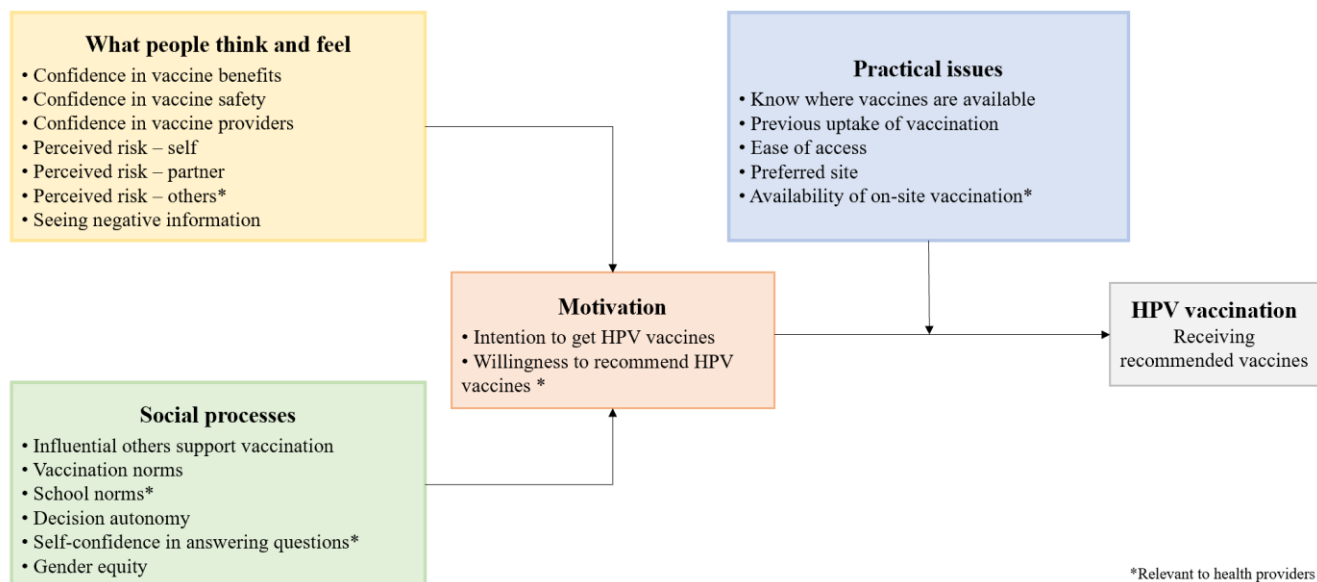 What people think and feel
• Confidence in vaccine benefits
• Confidence in vaccine safety
• Confidence in vaccine providers
• Perceived risk – self
• Perceived risk – partner
• Perceived risk – others*
• Seeing negative information
Practical issues
• Know where vaccines are available
• Previous uptake of vaccination
• Ease of access
• Preferred site
• Availability of on-site vaccination*
Motivation
• Intention to get HPV vaccines
• Willingness to recommend HPV
vaccines *
HPV vaccination
Receiving
recommended vaccines
Social processes
• Influential others support vaccination
• Vaccination norms
• School norms*
• Decision autonomy
• Self-confidence in answering questions*
• Gender equity
*Relevant to health providers